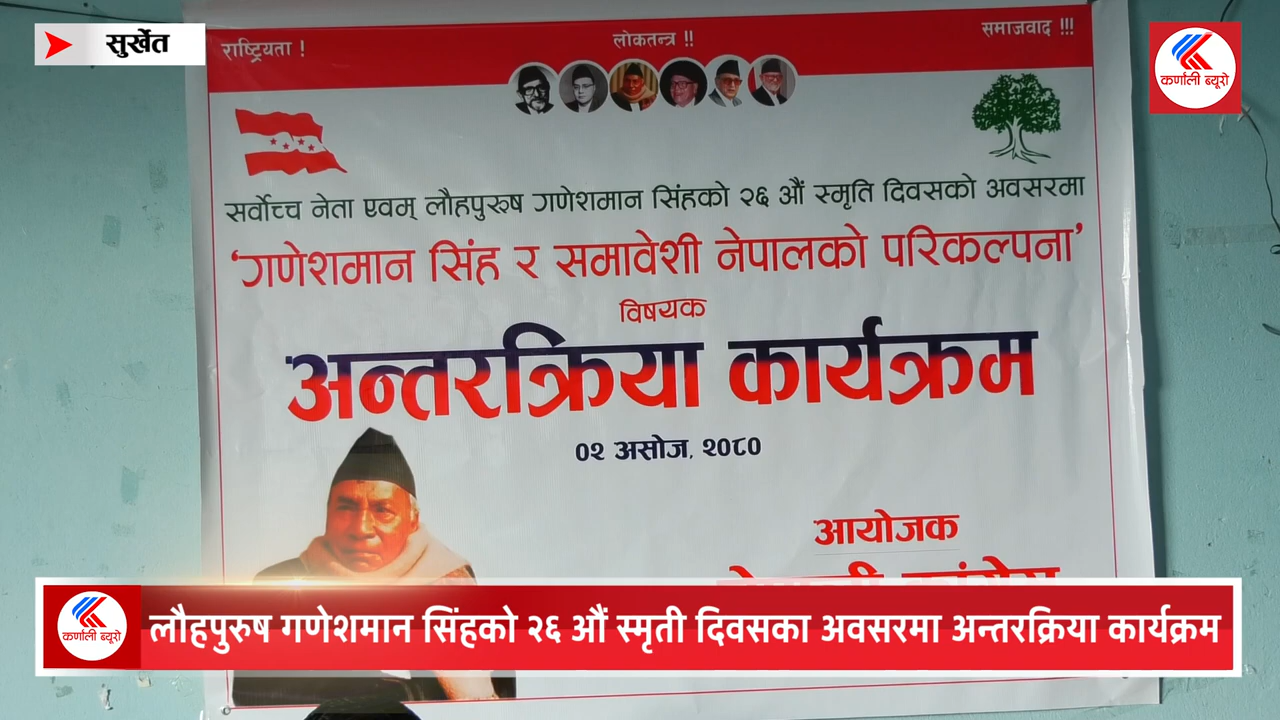 सुर्खेत
राष्ट्रियता !
लोकतन्त्र !!
समाजवाद !!!
कर्णाली ब्यूरो
सर्वोच्च नेता एवम् लौहपुरुष गणेशमान सिंहको २६ औं स्मृति दिवसको अवसरमा
‘गणेशमान सिंह र समावेशी नेपालको परिकल्पना’
विषयक
अन्तरक्रिया कार्यक्रम
०२ असोज, २०८०
आयोजक
कर्णाली ब्यूरो
लौहपुरुष गणेशमान सिंहको २६ औं स्मृती दिवसका अवसरमा अन्तरक्रिया कार्यक्रम